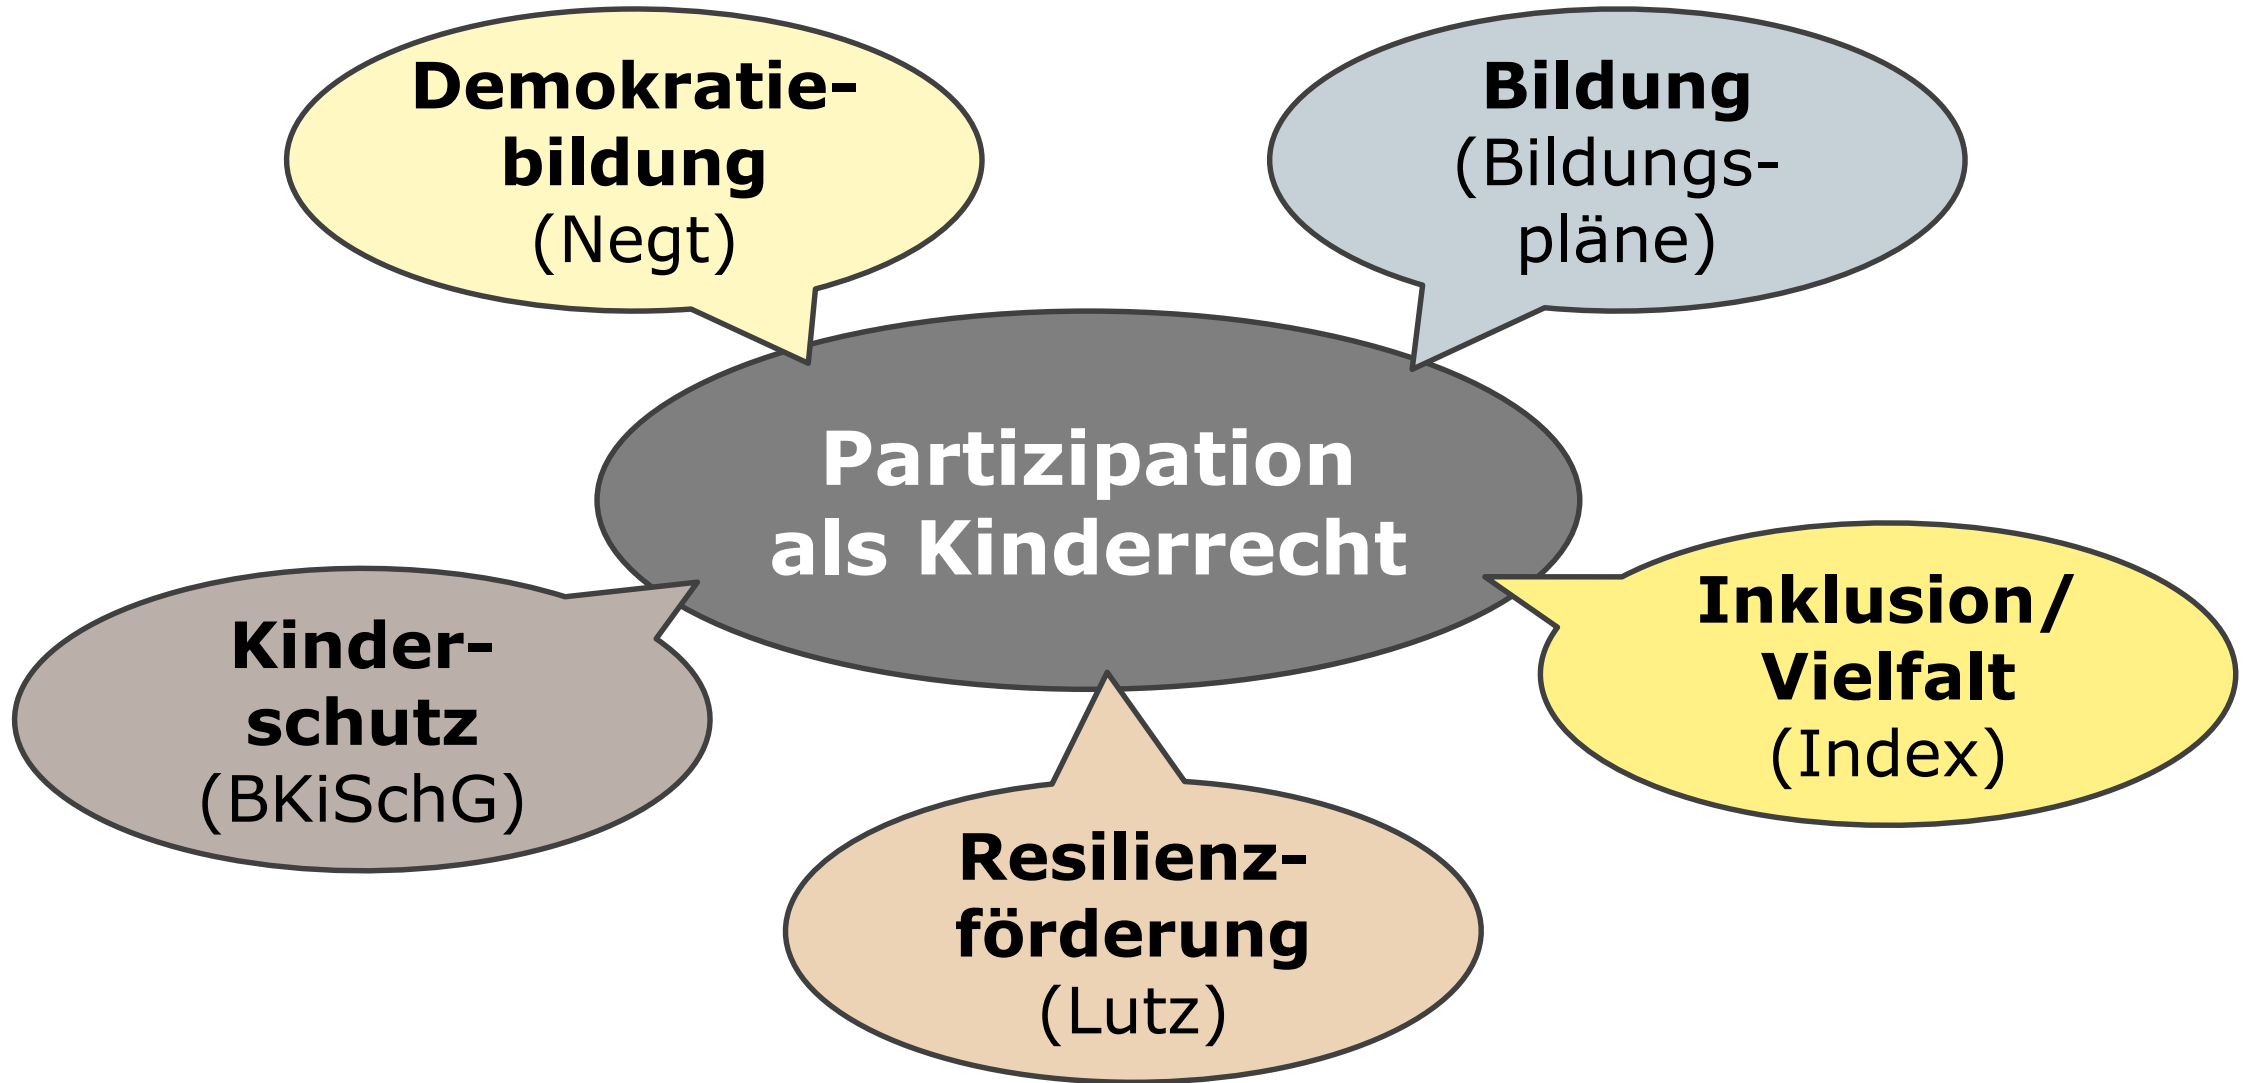 Demokratie-
bildung
(Negt)
Bildung
(Bildungs-
pläne)
Partizipation
als Kinderrecht
Kinder-
schutz
(BKiSchG)
Inklusion/
Vielfalt
(Index)
Resilienz-
förderung
(Lutz)